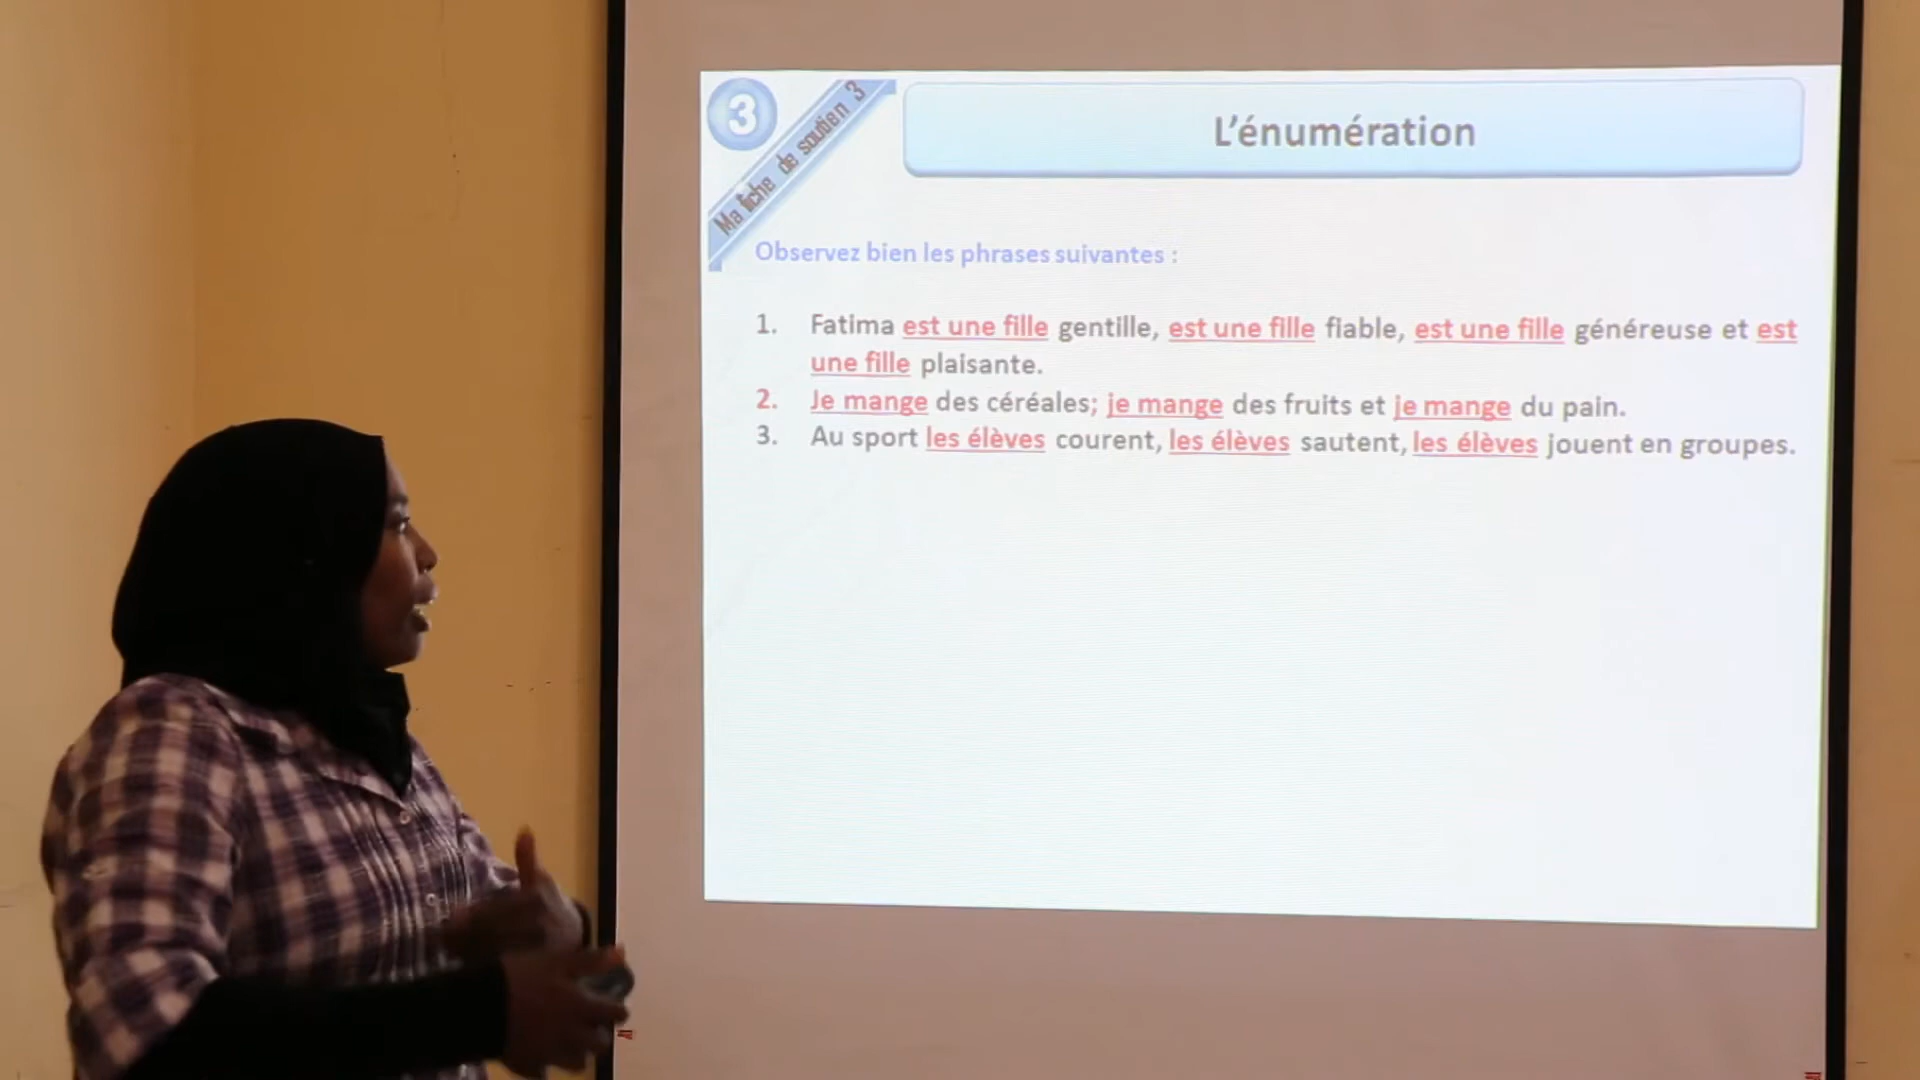 3
Ma fiche de soutien 3
L'énumération
Observez bien les phrases suivantes :
1. Fatima est une fille gentille, est une fille fiable, est une fille généreuse et est
une fille plaisante.
2. Je mange des céréales; je mange des fruits et je mange du pain.
3. Au sport les élèves courent, les élèves sautent, les élèves jouent en groupes.